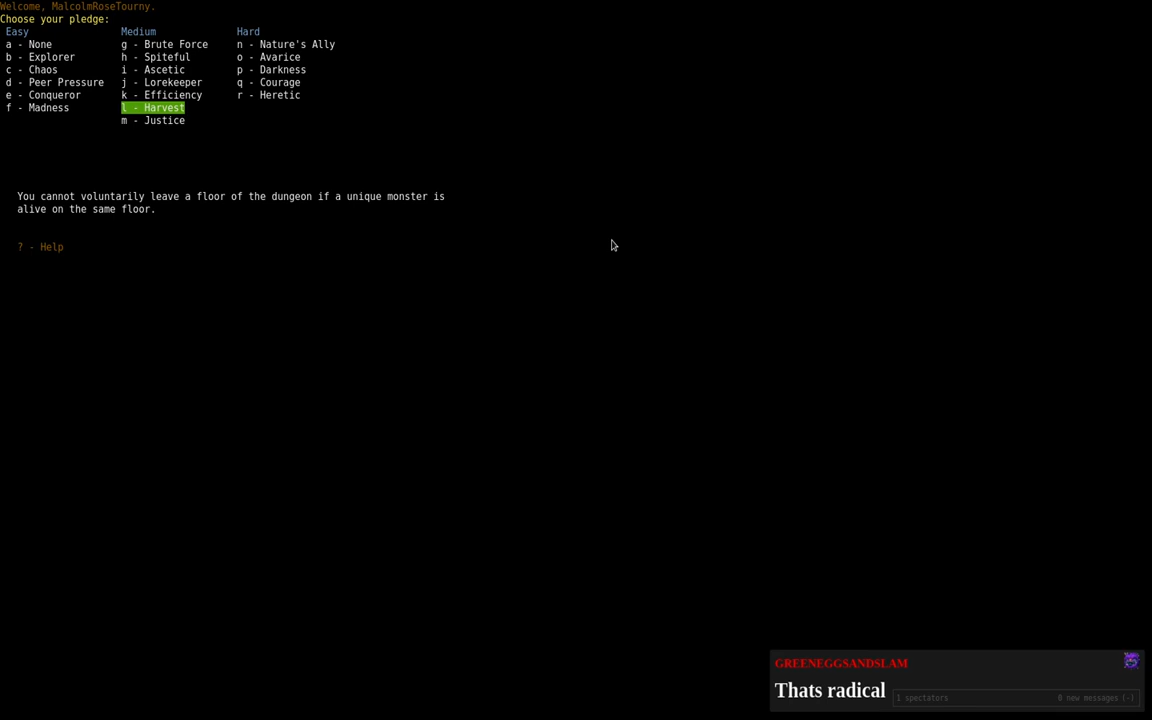 Welcome, MalcolmRoseTourny.
Choose your pledge:
Easy Medium Hard
a - None g - Brute Force n - Nature's Ally
b - Explorer h - Spiteful o - Avarice
c - Chaos i - Ascetic p - Darkness
d - Peer Pressure j - Lorekeeper q - Courage
e - Conqueror k - Efficiency r - Heretic
f - Madness l - Harvest
m - Justice
You cannot voluntarily leave a floor of the dungeon if a unique monster is
alive on the same floor.
? - Help
GREENEGGSANDSLAM
Thats radical
1 spectators 0 new messages (-)